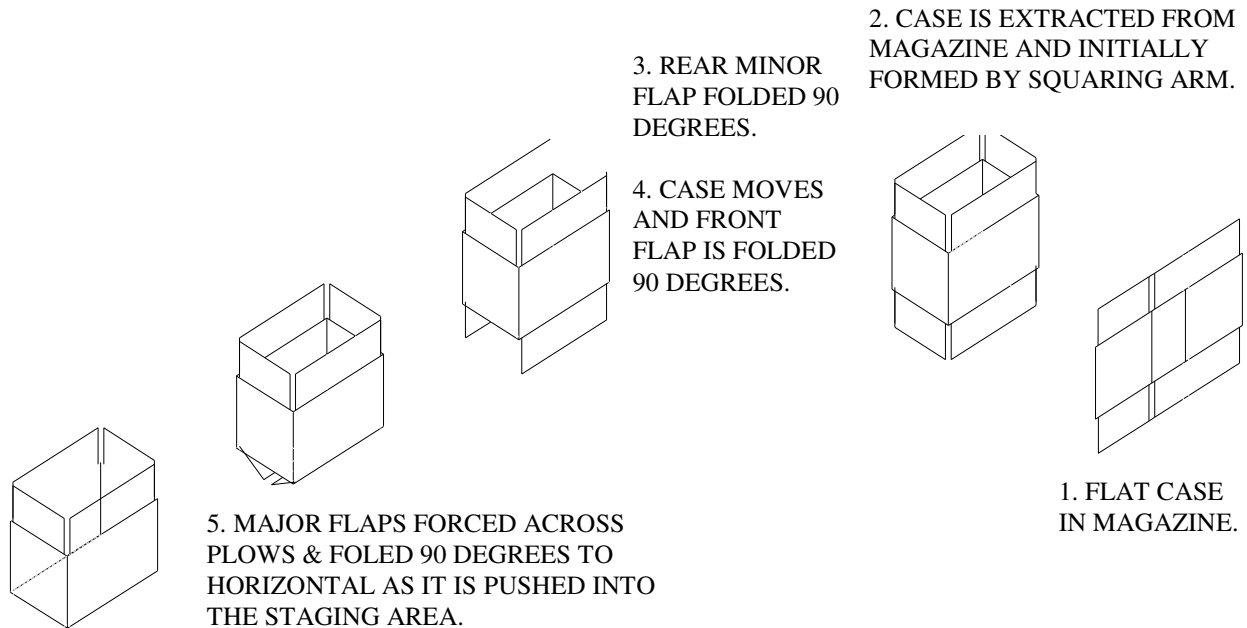 2. CASE IS EXTRACTED FROM
MAGAZINE AND INITIALLY
FORMED BY SQUARING ARM.
3. REAR MINOR
FLAP FOLDED 90
DEGREES.
4. CASE MOVES
AND FRONT
FLAP IS FOLDED
90 DEGREES.
1. FLAT CASE
IN MAGAZINE.
5. MAJOR FLAPS FORCED ACROSS
PLOWS & FOLED 90 DEGREES TO
HORIZONTAL AS IT IS PUSHED INTO
THE STAGING AREA.